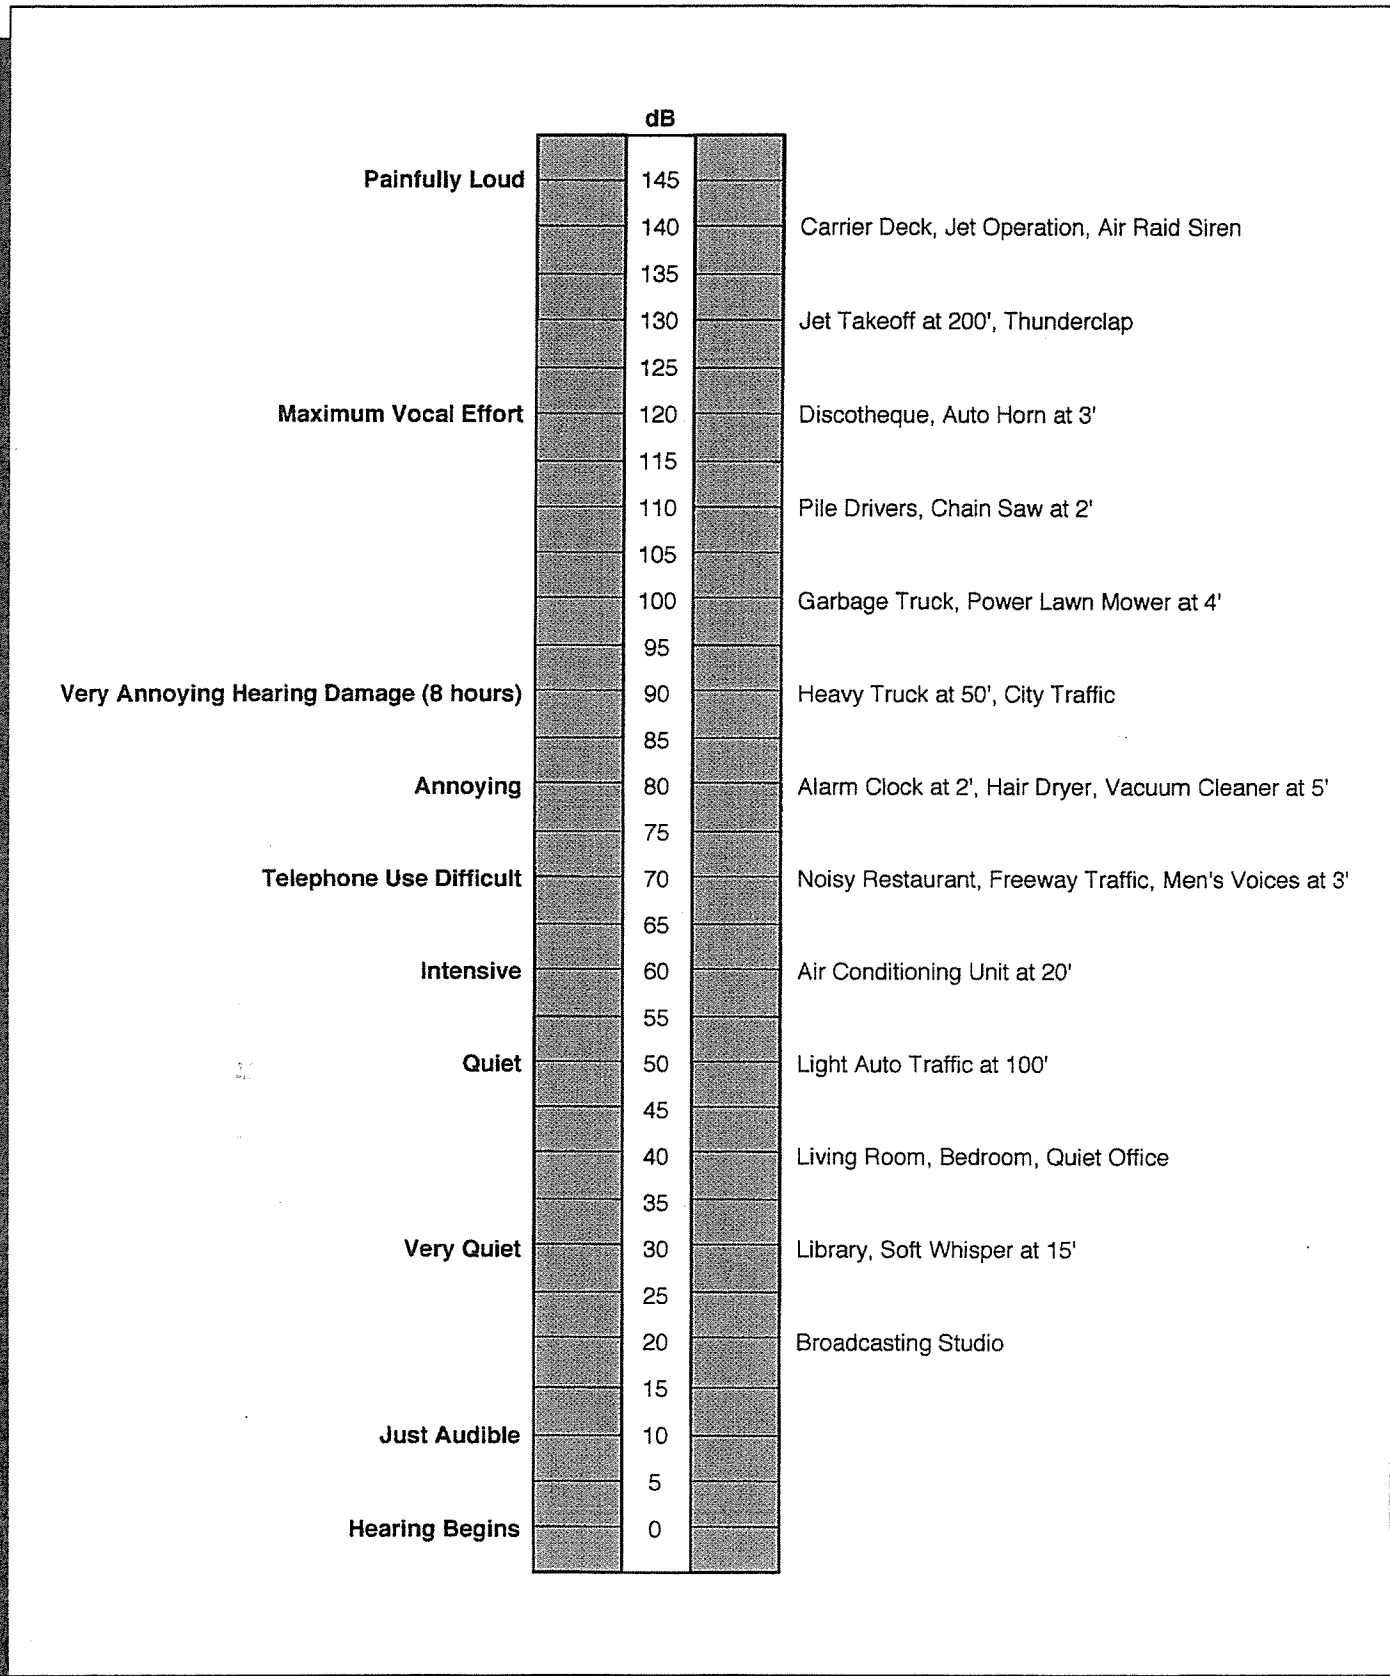 dB
Painfully Loud 145
140 Carrier Deck, Jet Operation, Air Raid Siren
135
130 Jet Takeoff at 200', Thunderclap
125
Maximum Vocal Effort 120 Discotheque, Auto Horn at 3'
115
110 Pile Drivers, Chain Saw at 2'
105
100 Garbage Truck, Power Lawn Mower at 4'
95
Very Annoying Hearing Damage (8 hours) 90 Heavy Truck at 50', City Traffic
85
Annoying 80 Alarm Clock at 2', Hair Dryer, Vacuum Cleaner at 5'
75
Telephone Use Difficult 70 Noisy Restaurant, Freeway Traffic, Men's Voices at 3'
65
Intensive 60 Air Conditioning Unit at 20'
55
Quiet 50 Light Auto Traffic at 100'
45
40 Living Room, Bedroom, Quiet Office
35
Very Quiet 30 Library, Soft Whisper at 15'
25
20 Broadcasting Studio
15
Just Audible 10
5
Hearing Begins 0